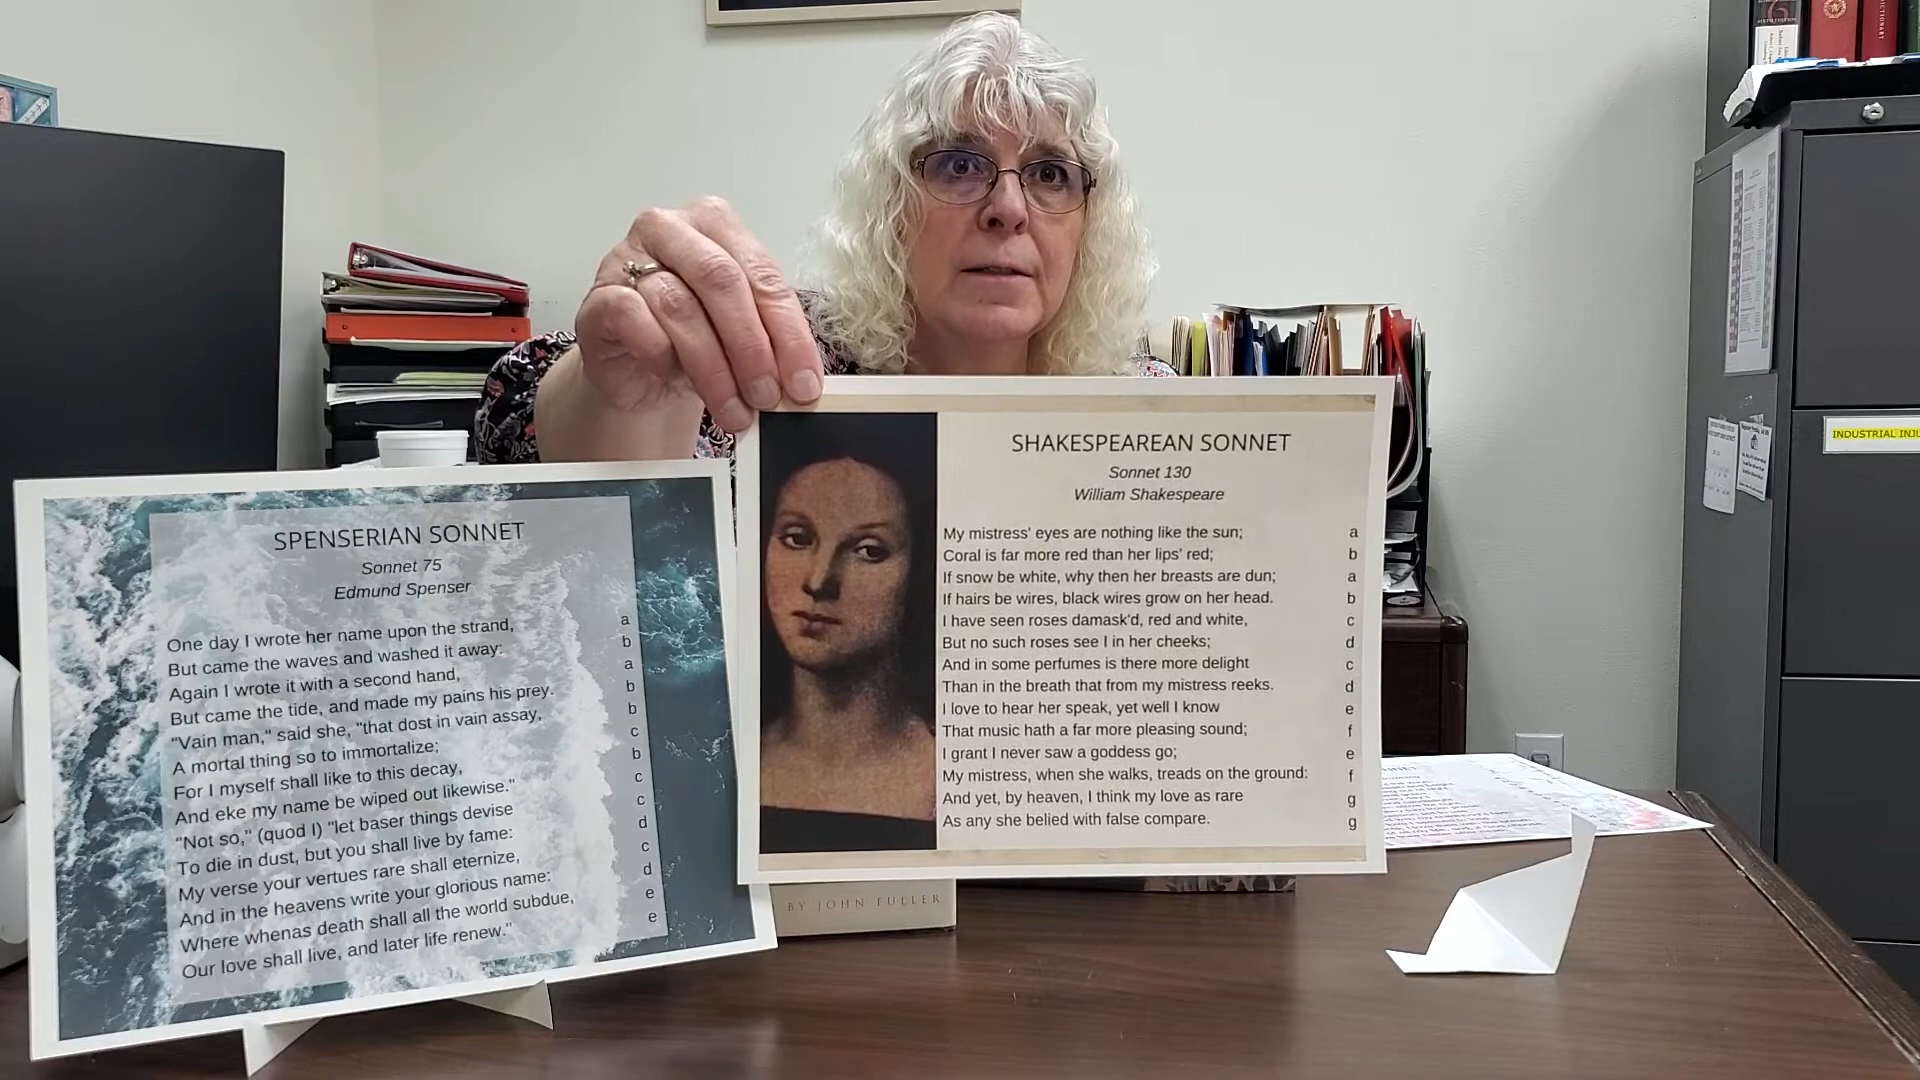 SPENSERIAN SONNET
Sonnet 75
Edmund Spenser
One day I wrote her name upon the strand, a
But came the waves and washed it away: b
Again I wrote it with a second hand, a
But came the tide, and made my pains his prey. b
"Vain man," said she, "that dost in vain assay, b
A mortal thing so to immortalize; c
For I myself shall like to this decay, b
And eke my name be wiped out likewise." c
"Not so," (quod I) "let baser things devise c
To die in dust, but you shall live by fame: d
My verse your vertues rare shall eternize, c
And in the heavens write your glorious name: d
Where whenas death shall all the world subdue, e
Our love shall live, and later life renew." e
SHAKESPEAREAN SONNET
Sonnet 130
William Shakespeare
My mistress' eyes are nothing like the sun; a
Coral is far more red than her lips' red; b
If snow be white, why then her breasts are dun; a
If hairs be wires, black wires grow on her head. b
I have seen roses damask'd, red and white, c
But no such roses see I in her cheeks; d
And in some perfumes is there more delight c
Than in the breath that from my mistress reeks. d
I love to hear her speak, yet well I know e
That music hath a far more pleasing sound; f
I grant I never saw a goddess go; e
My mistress, when she walks, treads on the ground: f
And yet, by heaven, I think my love as rare g
As any she belied with false compare. g
BY JOHN FULLER
INDUSTRIAL INJ